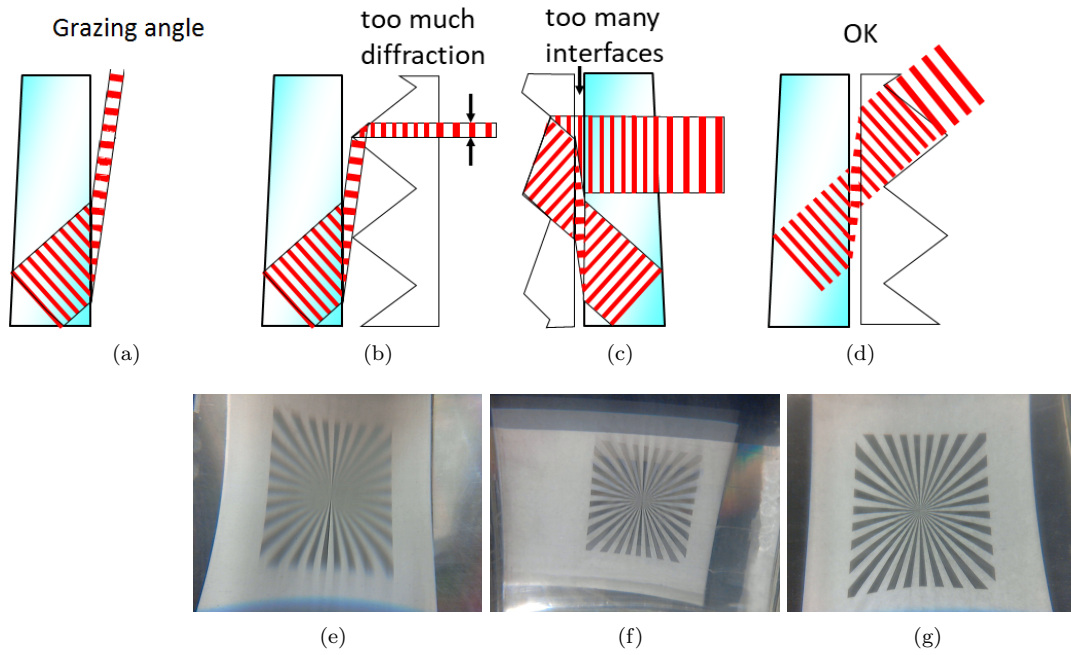 Grazing angle
too much
diffraction
too many
interfaces
OK
(a)
(b)
(c)
(d)
(e)
(f)
(g)